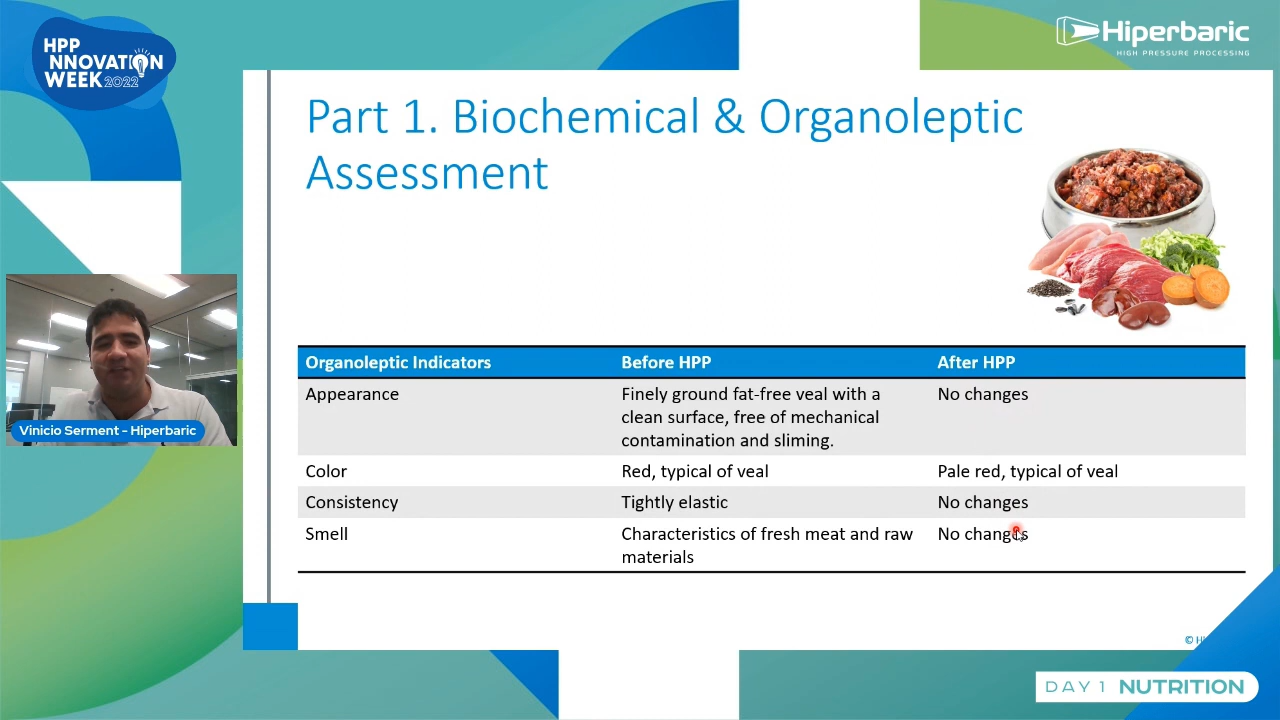 HPP
INNOVATION
WEEK 2022
Hiperbaric
HIGH PRESSURE PROCESSING
Part 1. Biochemical & Organoleptic
Assessment
Organoleptic Indicators Before HPP After HPP
Appearance Finely ground fat-free veal with a No changes
clean surface, free of mechanical
contamination and sliming.
Color Red, typical of veal Pale red, typical of veal
Consistency Tightly elastic No changes
Smell Characteristics of fresh meat and raw No changes
materials
Vinicio Serment - Hiperbaric
DAY 1 NUTRITION